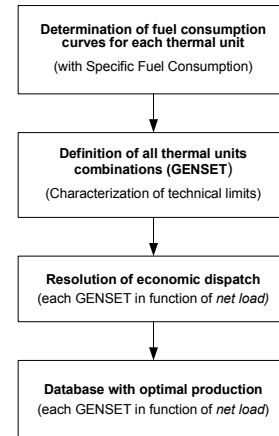 Determination of fuel consumption
curves for each thermal unit
(with Specific Fuel Consumption)
Definition of all thermal units
combinations (GENSET)
(Characterization of technical limits)
Resolution of economic dispatch
(each GENSET in function of net load)
Database with optimal production
(each GENSET in function of net load)